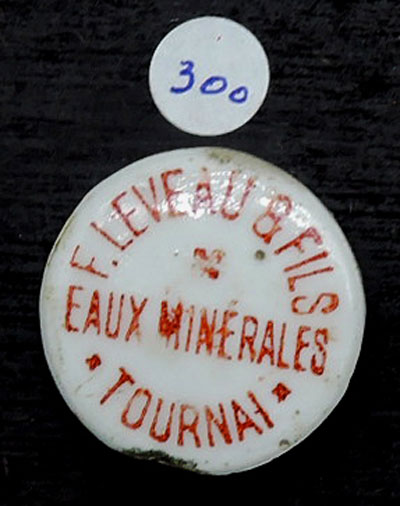 300
F. LEVEAU & FILS
EAUX MINÉRALES
TOURNAI